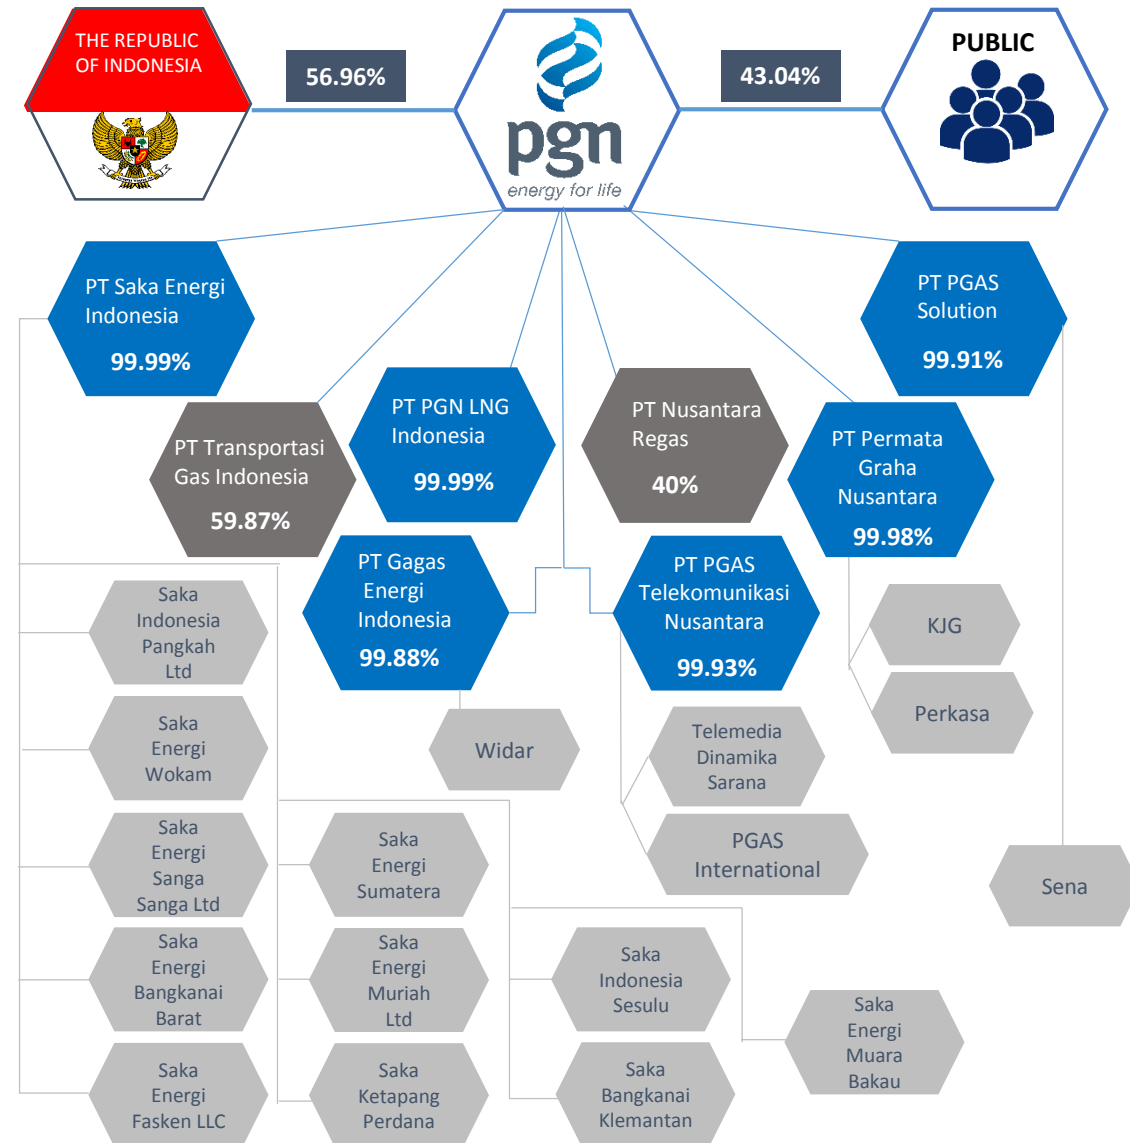 THE REPUBLIC
OF INDONESIA
56.96%
pgn
energy for life
43.04%
PUBLIC
PT Saka Energi
Indonesia
99.99%
PT PGAS
Solution
99.91%
PT Transportasi
Gas Indonesia
59.87%
PT PGN LNG
Indonesia
99.99%
PT Nusantara
Regas
40%
PT Permata
Graha
Nusantara
99.98%
PT Gagas
Energi
Indonesia
99.88%
PT PGAS
Telekomunikasi
Nusantara
99.93%
Saka
Indonesia
Pangkah
Ltd
KJG
Perkasa
Saka
Energi
Wokam
Widar
Telemedia
Dinamika
Sarana
PGAS
International
Saka
Energi
Sanga
Sanga Ltd
Saka
Energi
Sumatera
Sena
Saka
Energi
Bangkanai
Barat
Saka
Energi
Muriah
Ltd
Saka
Indonesia
Sesulu
Saka
Energi
Muara
Bakau
Saka
Energi
Fasken LLC
Saka
Ketapang
Perdana
Saka
Bangkanai
Klemantan